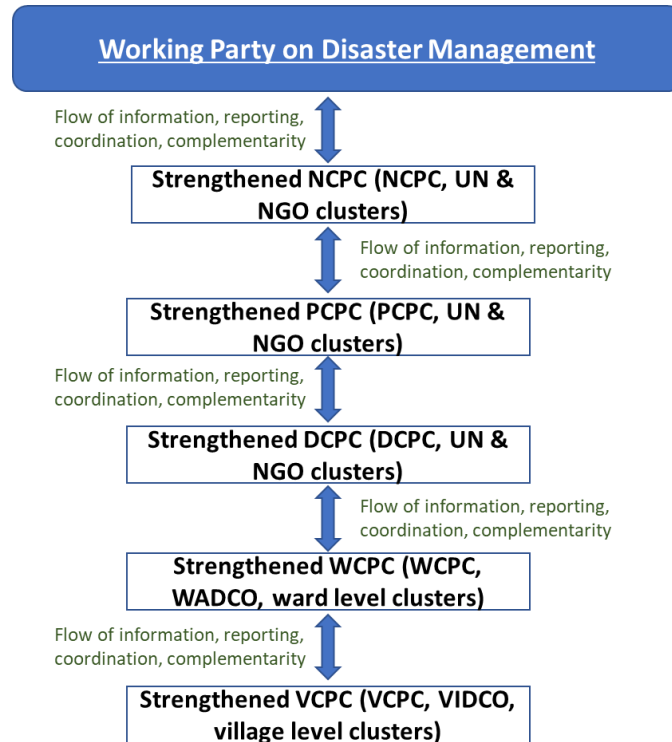 Working Party on Disaster Management
Flow of information, reporting,
coordination, complementarity
Strengthened NCPC (NCPC, UN &
NGO clusters)
Flow of information, reporting,
coordination, complementarity
Strengthened PCPC (PCPC, UN &
NGO clusters)
Flow of information, reporting,
coordination, complementarity
Strengthened DCPC (DCPC, UN &
NGO clusters)
Flow of information, reporting,
coordination, complementarity
Strengthened WCPC (WCPC,
WADCO, ward level clusters)
Flow of information, reporting,
coordination, complementarity
Strengthened VCPC (VCPC, VIDCO,
village level clusters)